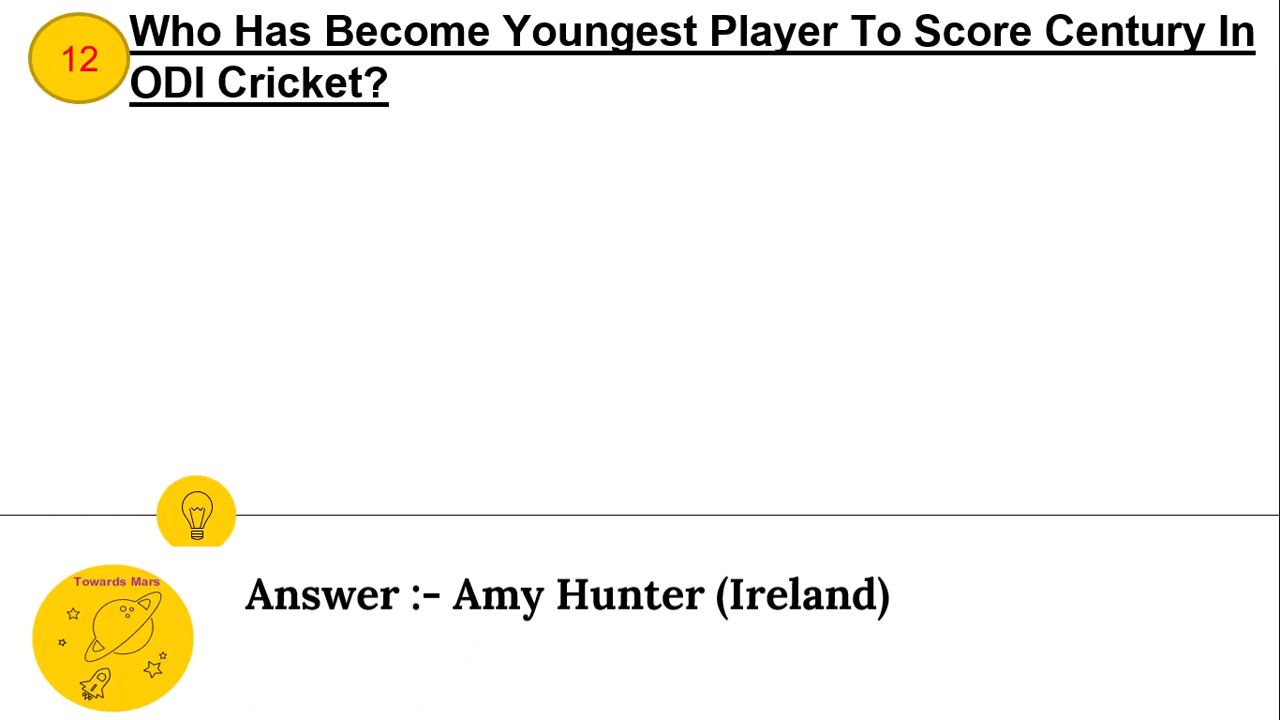 12
Who Has Become Youngest Player To Score Century In
ODI Cricket?
Towards Mars
Answer :- Amy Hunter (Ireland)